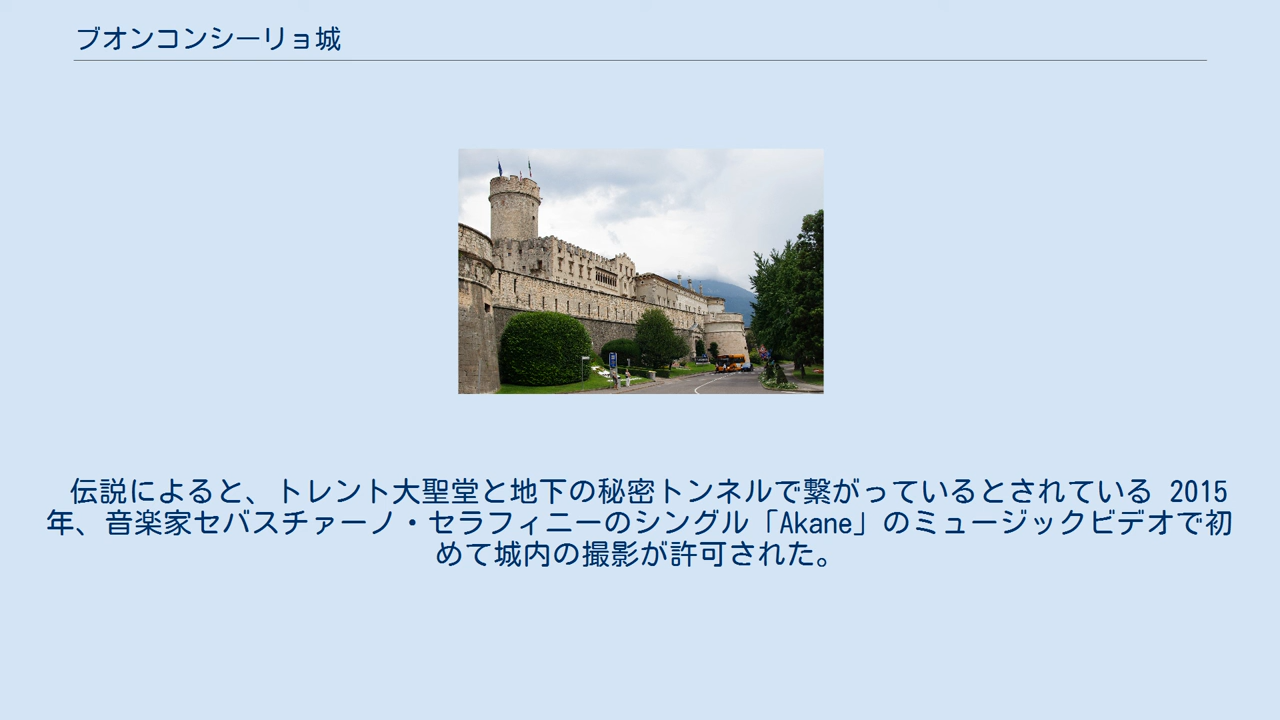 ブオンコンシーリョ城
伝説によると、トレント大聖堂と地下の秘密トンネルで繋がっているとされている 2015
年、音楽家セバスチァーノ・セラフィニーのシングル「Akane」のミュージックビデオで初
めて城内の撮影が許可された。